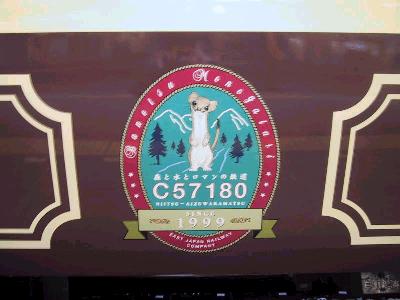 Banetsu Monogatari
森と水とロマンの鉄道
C57180
NIITSU-AIZUWAKAMATSU
SINCE
1999
EAST JAPAN RAILWAY
COMPANY